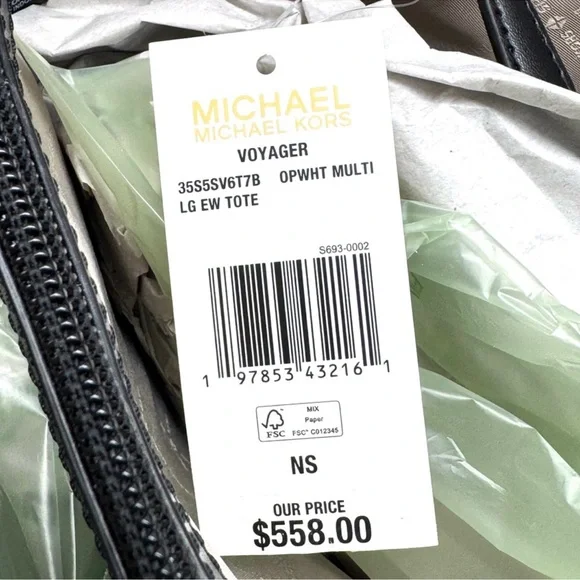 MICHAEL
MICHAEL KORS
VOYAGER
35S5SV6T7B OPWHT MULTI
LG EW TOTE
S693-0002
1 97853 43216 1
FSC
MIX
Paper
FSC® C012345
NS
OUR PRICE
$558.00